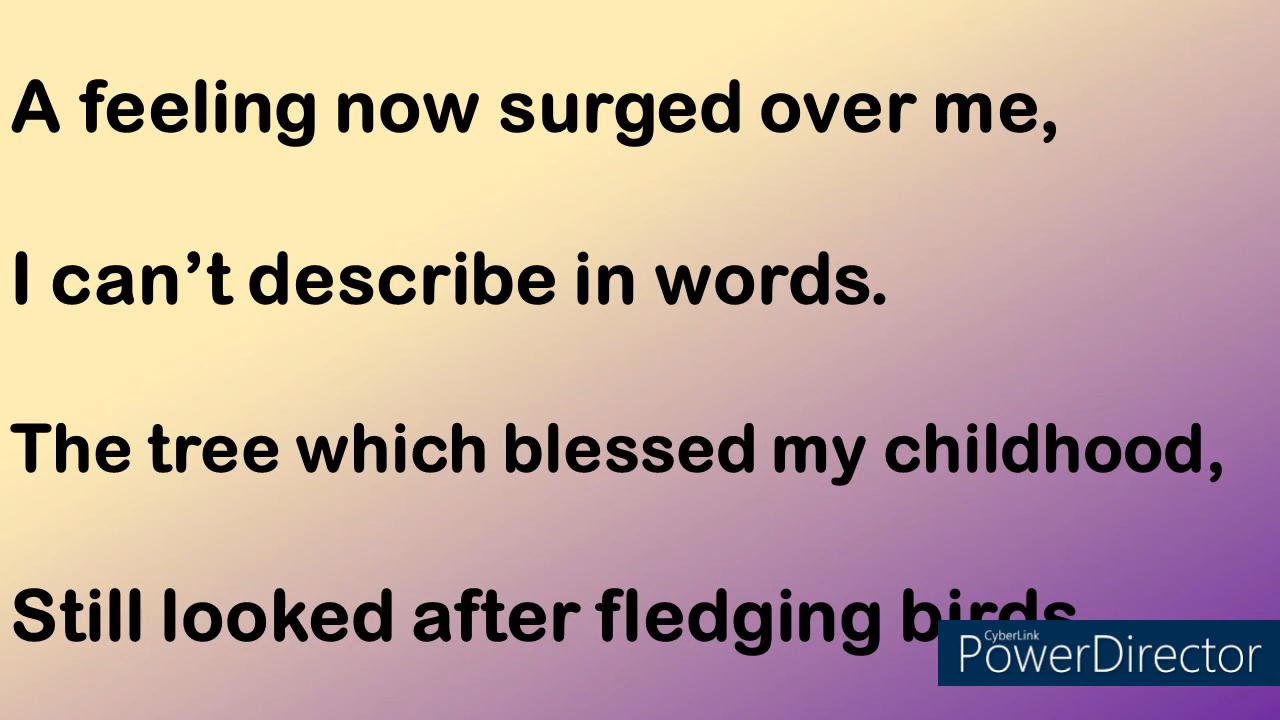 A feeling now surged over me,
I can’t describe in words.
The tree which blessed my childhood,
Still looked after fledging birds
CyberLink
PowerDirector